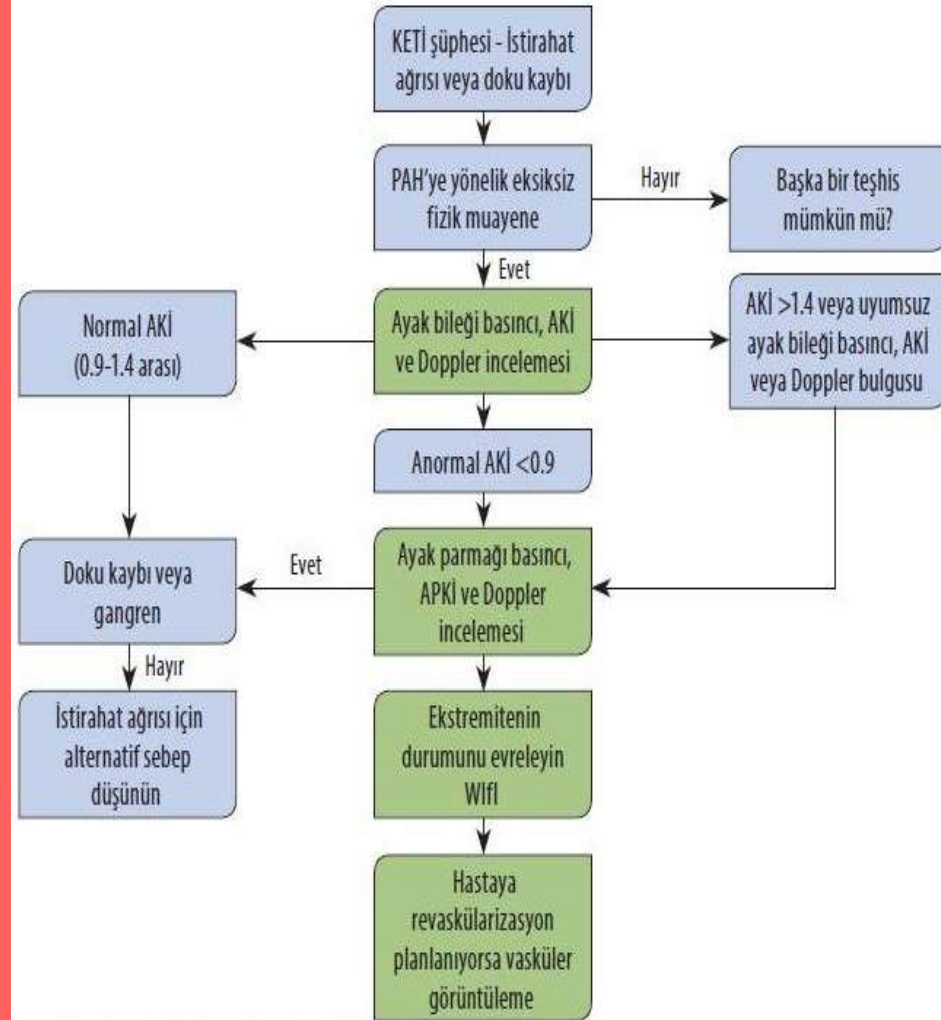 KETİ şüphesi - İstirahat
ağrısı veya doku kaybı
PAH'ye yönelik eksiksiz
fizik muayene
Hayır
Başka bir teşhis
mümkün mü?
Evet
Normal AKİ
(0.9-1.4 arası)
Ayak bileği basıncı, AKİ
ve Doppler incelemesi
AKİ >1.4 veya uyumsuz
ayak bileği basıncı, AKİ
veya Doppler bulgusu
Anormal AKİ <0.9
Doku kaybı veya
gangren
Evet
Ayak parmağı basıncı,
APKİ ve Doppler
incelemesi
Hayır
İstirahat ağrısı için
alternatif sebep
düşünün
Ekstremitenin
durumunu evreleyin
WIfI
Hastaya
revaskülarizasyon
planlanıyorsa vasküler
görüntüleme